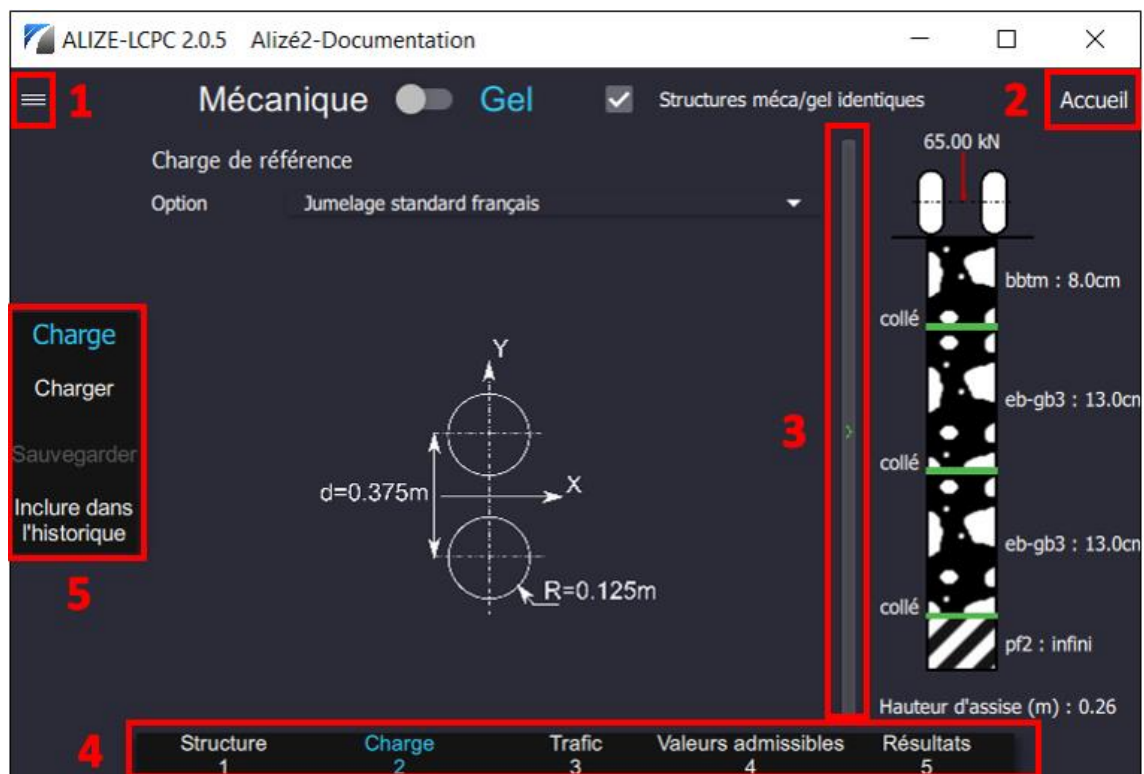 ALIZE-LCPC 2.0.5 Alizé2-Documentation
1
Mécanique
Gel
Structures méca/gel identiques
2
Accueil
Charge de référence
Option
Jumelage standard français
65.00 kN
bbtm : 8.0cm
collé
eb-gb3 : 13.0cm
collé
eb-gb3 : 13.0cm
collé
pf2 : infini
Hauteur d'assise (m) : 0.26
3
Charge
Charger
Sauvegarder
Inclure dans
l'historique
5
Y
X
d=0.375m
R=0.125m
4
Structure
1
Charge
2
Trafic
3
Valeurs admissibles
4
Résultats
5